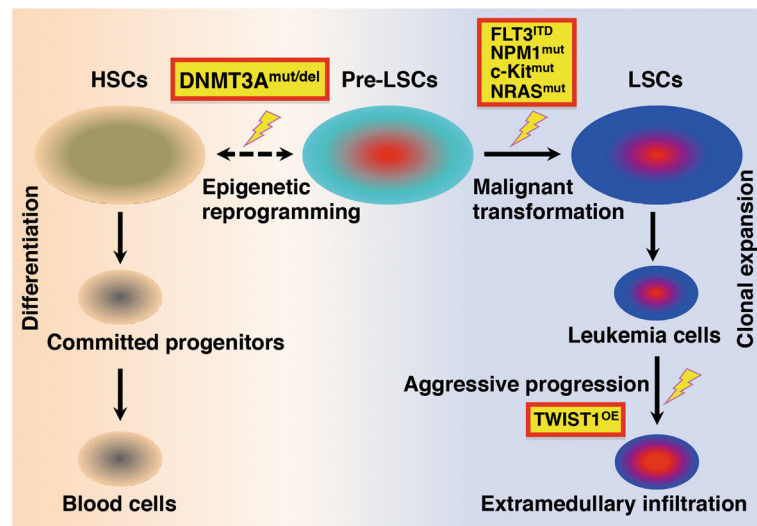 HSCs
DNMT3A^mut/del
Pre-LSCs
FLT3^ITD
NPM1^mut
c-Kit^mut
NRAS^mut
LSCs
Epigenetic
reprogramming
Malignant
transformation
Differentiation
Clonal expansion
Committed progenitors
Leukemia cells
Aggressive progression
TWIST1^OE
Blood cells
Extramedullary infiltration